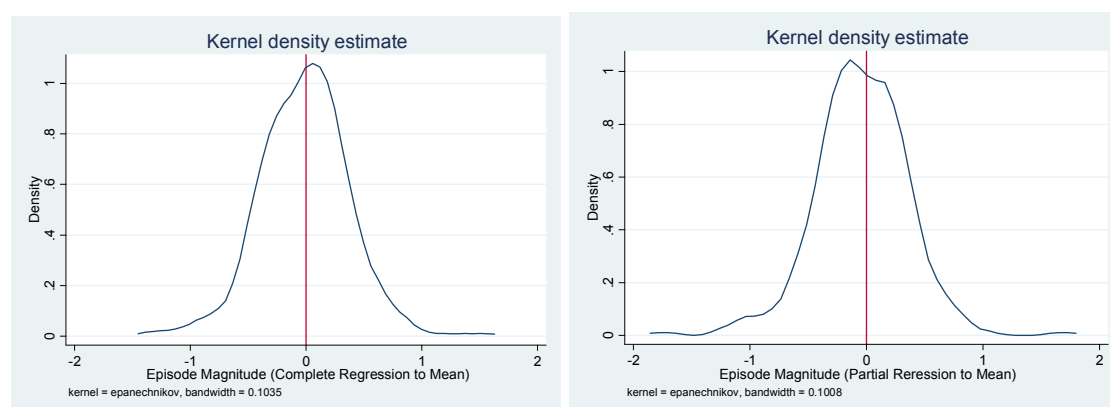 Kernel density estimate
Density
0
.2
.4
.6
.8
1
-2
-1
0
1
2
Episode Magnitude (Complete Regression to Mean)
kernel = epanechnikov, bandwidth = 0.1035
Kernel density estimate
Density
0
.2
.4
.6
.8
1
-2
-1
0
1
2
Episode Magnitude (Partial Reression to Mean)
kernel = epanechnikov, bandwidth = 0.1008